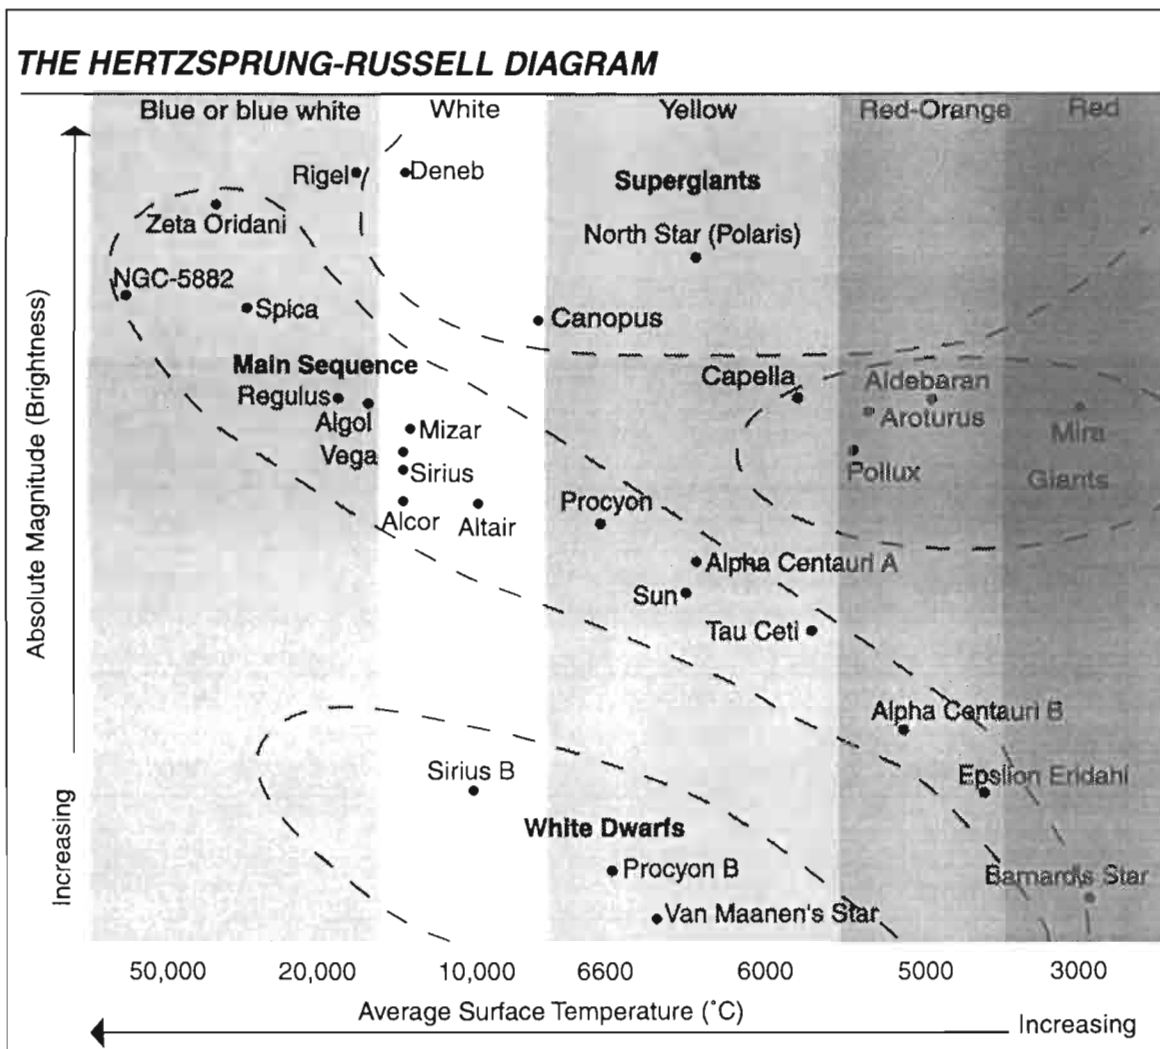 THE HERTZSPRUNG-RUSSELL DIAGRAM
Blue or blue white White Yellow Red-Orange Red
Rigel Deneb
Superglants
Zeta Oridani
North Star (Polaris)
NGC-5882
Spica
Canopus
Main Sequence
Capella
Aldebaran
Regulus
Aroturus
Algol
Mizar
Mira
Vega
Sirius
Pollux
Giants
Procyon
Alcor
Altair
Alpha Centauri A
Sun
Tau Ceti
Alpha Centauri B
Sirius B
Epsilon Eridahi
White Dwarfs
Procyon B
Barnard's Star
Van Maanen's Star
Absolute Magnitude (Brightness)
Increasing
50,000 20,000 10,000 6600 6000 5000 3000
Average Surface Temperature (˚C)
Increasing